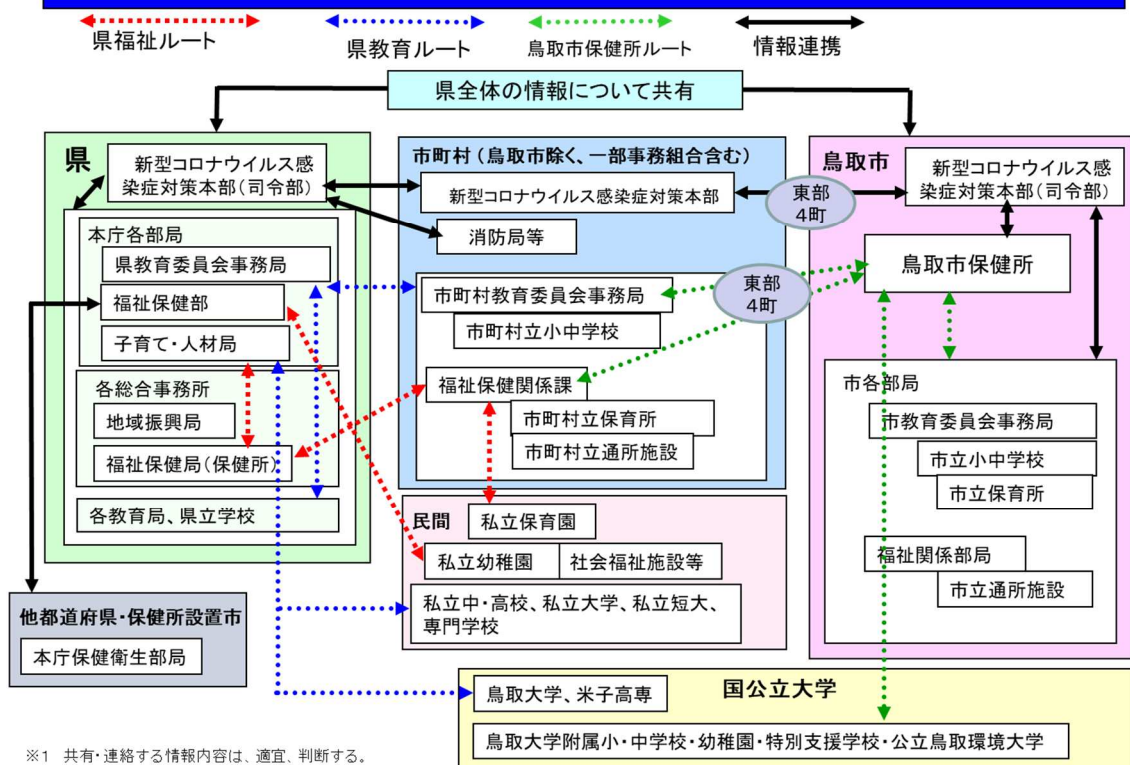 県福祉ルート
県教育ルート
鳥取市保健所ルート
情報連携
県全体の情報について共有
県
新型コロナウイルス感
染症対策本部(司令部)
本庁各部局
県教育委員会事務局
福祉保健部
子育て・人材局
各総合事務所
地域振興局
福祉保健局(保健所)
各教育局、県立学校
他都道府県・保健所設置市
本庁保健衛生部局
市町村(鳥取市除く、一部事務組合含む)
新型コロナウイルス感染症対策本部
消防局等
市町村教育委員会事務局
市町村立小中学校
福祉保健関係課
市町村立保育所
市町村立通所施設
東部
4町
東部
4町
民間
私立保育園
私立幼稚園
社会福祉施設等
私立中・高校、私立大学、私立短大、
専門学校
鳥取市
新型コロナウイルス感
染症対策本部(司令部)
鳥取市保健所
市各部局
市教育委員会事務局
市立小中学校
市立保育所
福祉関係部局
市立通所施設
国公立大学
鳥取大学、米子高専
鳥取大学附属小・中学校・幼稚園・特別支援学校・公立鳥取環境大学
※1 共有・連絡する情報内容は、適宜、判断する。